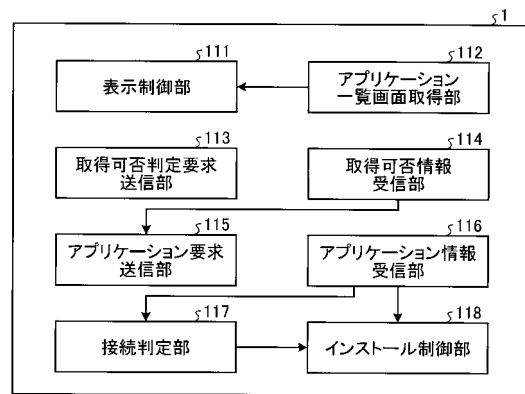 1
111
表示制御部
112
アプリケーション
一覧画面取得部
113
取得可否判定要求
送信部
114
取得可否情報
受信部
115
アプリケーション要求
送信部
116
アプリケーション情報
受信部
117
接続判定部
118
インストール制御部